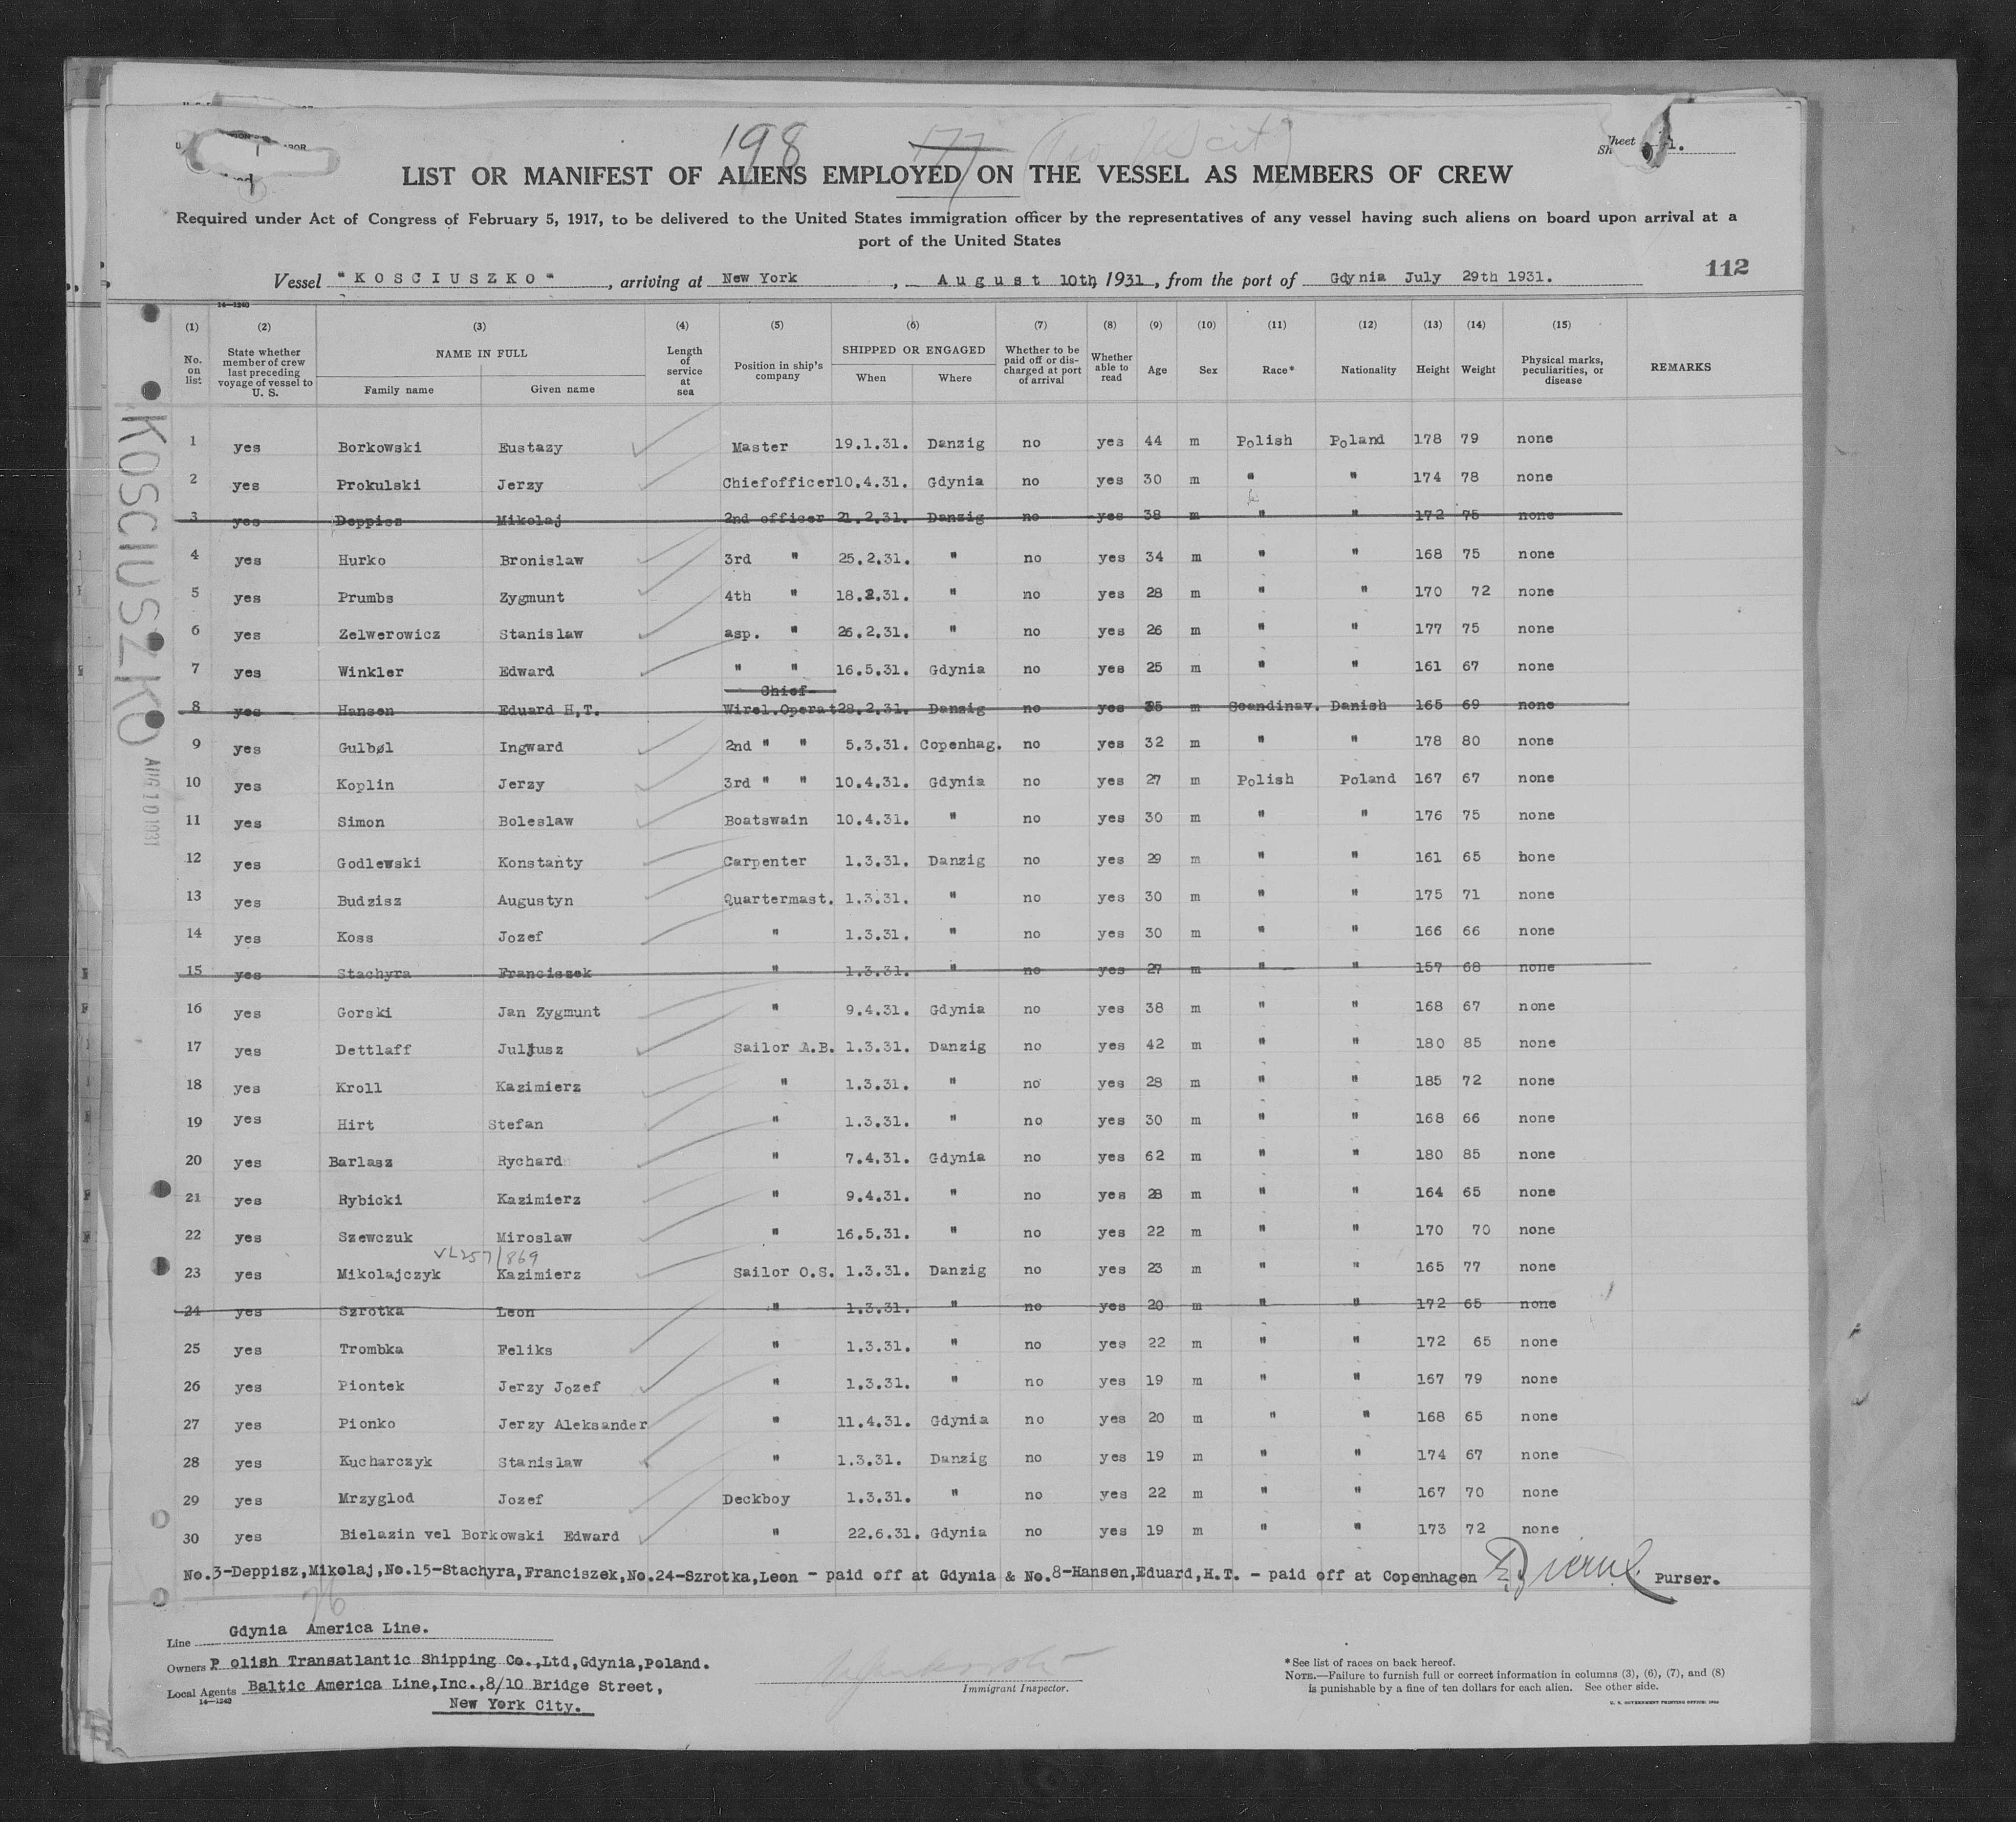 198 177
Sheet 1.
LIST OR MANIFEST OF ALIENS EMPLOYED ON THE VESSEL AS MEMBERS OF CREW
Required under Act of Congress of February 5, 1917, to be delivered to the United States immigration officer by the representatives of any vessel having such aliens on board upon arrival at a
port of the United States
Vessel "KOSCIUSZKO", arriving at New York, August 10th, 1931, from the port of Gdynia July 29th 1931. 112
14-1240
(1) (2) (3) (4) (5) (6) (7) (8) (9) (10) (11) (12) (13) (14) (15)
No. on list | State whether member of crew last preceding voyage of vessel to U. S. | NAME IN FULL Family name Given name | Length of service at sea | Position in ship's company | SHIPPED OR ENGAGED When Where | Whether to be paid off or discharged at port of arrival | Whether able to read | Age | Sex | Race* | Nationality | Height | Weight | Physical marks, peculiarities, or disease | REMARKS
1 yes Borkowski Eustazy Master 19.1.31. Danzig no yes 44 m Polish Poland 178 79 none
2 yes Prokulski Jerzy Chiefofficer 10.4.31. Gdynia no yes 30 m " " 174 78 none
3 yes Deppisz Mikolaj 2nd officer 21.2.31. Danzig no yes 38 m " " 172 75 none
4 yes Hurko Bronislaw 3rd " 25.2.31. " no yes 34 m " " 168 75 none
5 yes Prumbs Zygmunt 4th " 18.2.31. " no yes 28 m " " 170 72 none
6 yes Zelwerowicz Stanislaw asp. " 26.2.31. " no yes 26 m " " 177 75 none
7 yes Winkler Edward " " 16.5.31. Gdynia no yes 25 m " " 161 67 none
Chief
8 yes Hansen Eduard H.T. Wirel.Operat 28.2.31. Danzig no yes 35 m Scandinav. Danish 165 69 none
9 yes Gulbøl Ingward 2nd " " 5.3.31. Copenhag. no yes 32 m " " 178 80 none
10 yes Koplin Jerzy 3rd " " 10.4.31. Gdynia no yes 27 m Polish Poland 167 67 none
11 yes Simon Boleslaw Boatswain 10.4.31. " no yes 30 m " " 176 75 none
12 yes Godlewski Konstanty Carpenter 1.3.31. Danzig no yes 29 m " " 161 65 hone
13 yes Budzisz Augustyn Quartermast. 1.3.31. " no yes 30 m " " 175 71 none
14 yes Koss Jozef " 1.3.31. " no yes 30 m " " 166 66 none
15 yes Stachyra Franciszek " 1.3.31. " no yes 27 m " " 157 68 none
16 yes Gorski Jan Zygmunt " 9.4.31. Gdynia no yes 38 m " " 168 67 none
17 yes Dettlaff Juljusz Sailor A.B. 1.3.31. Danzig no yes 42 m " " 180 85 none
18 yes Kroll Kazimierz " 1.3.31. " no yes 28 m " " 185 72 none
19 yes Hirt Stefan " 1.3.31. " no yes 30 m " " 168 66 none
20 yes Barlasz Rychard " 7.4.31. Gdynia no yes 62 m " " 180 85 none
21 yes Rybicki Kazimierz " 9.4.31. " no yes 28 m " " 164 65 none
22 yes Szewczuk Miroslaw " 16.5.31. " no yes 22 m " " 170 70 none
VL257/869
23 yes Mikolajczyk Kazimierz Sailor O.S. 1.3.31. Danzig no yes 23 m " " 165 77 none
24 yes Szrotka Leon " 1.3.31. " no yes 20 m " " 172 65 none
25 yes Trombka Feliks " 1.3.31. " no yes 22 m " " 172 65 none
26 yes Piontek Jerzy Jozef " 1.3.31. " no yes 19 m " " 167 79 none
27 yes Pionko Jerzy Aleksander " 11.4.31. Gdynia no yes 20 m " " 168 65 none
28 yes Kucharczyk Stanislaw " 1.3.31. Danzig no yes 19 m " " 174 67 none
29 yes Mrzyglod Jozef Deckboy 1.3.31. " no yes 22 m " " 167 70 none
30 yes Bielazin vel Borkowski Edward " 22.6.31. Gdynia no yes 19 m " " 173 72 none
No.3-Deppisz,Mikolaj,No.15-Stachyra,Franciszek,No.24-Szrotka,Leon - paid off at Gdynia & No.8-Hansen,Eduard,H.T. - paid off at Copenhagen Purser.
26
Line Gdynia America Line.
Owners Polish Transatlantic Shipping Co.,Ltd,Gdynia,Poland.
Local Agents Baltic America Line,Inc.,8/10 Bridge Street,
14-1240
New York City.
Immigrant Inspector.
*See list of races on back hereof.
NOTE.—Failure to furnish full or correct information in columns (3), (6), (7), and (8)
is punishable by a fine of ten dollars for each alien. See other side.
U. S. GOVERNMENT PRINTING OFFICE:
KOSCIUSZKO AUG 10 1931